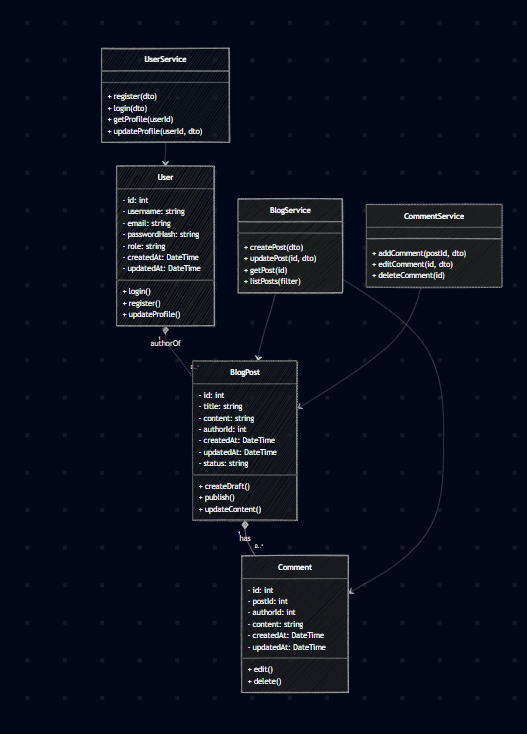 UserService
+ register(dto)
+ login(dto)
+ getProfile(userId)
+ updateProfile(userId, dto)
User
- id: int
- username: string
- email: string
- passwordHash: string
- role: string
- createdAt: DateTime
- updatedAt: DateTime
+ login()
+ register()
+ updateProfile()
BlogService
+ createPost(dto)
+ updatePost(id, dto)
+ getPost(id)
+ listPosts(filter)
CommentService
+ addComment(postId, dto)
+ editComment(id, dto)
+ deleteComment(id)
1
authorOf
0..*
BlogPost
- id: int
- title: string
- content: string
- authorId: int
- createdAt: DateTime
- updatedAt: DateTime
- status: string
+ createDraft()
+ publish()
+ updateContent()
1
has
0..*
Comment
- id: int
- postId: int
- authorId: int
- content: string
- createdAt: DateTime
- updatedAt: DateTime
+ edit()
+ delete()